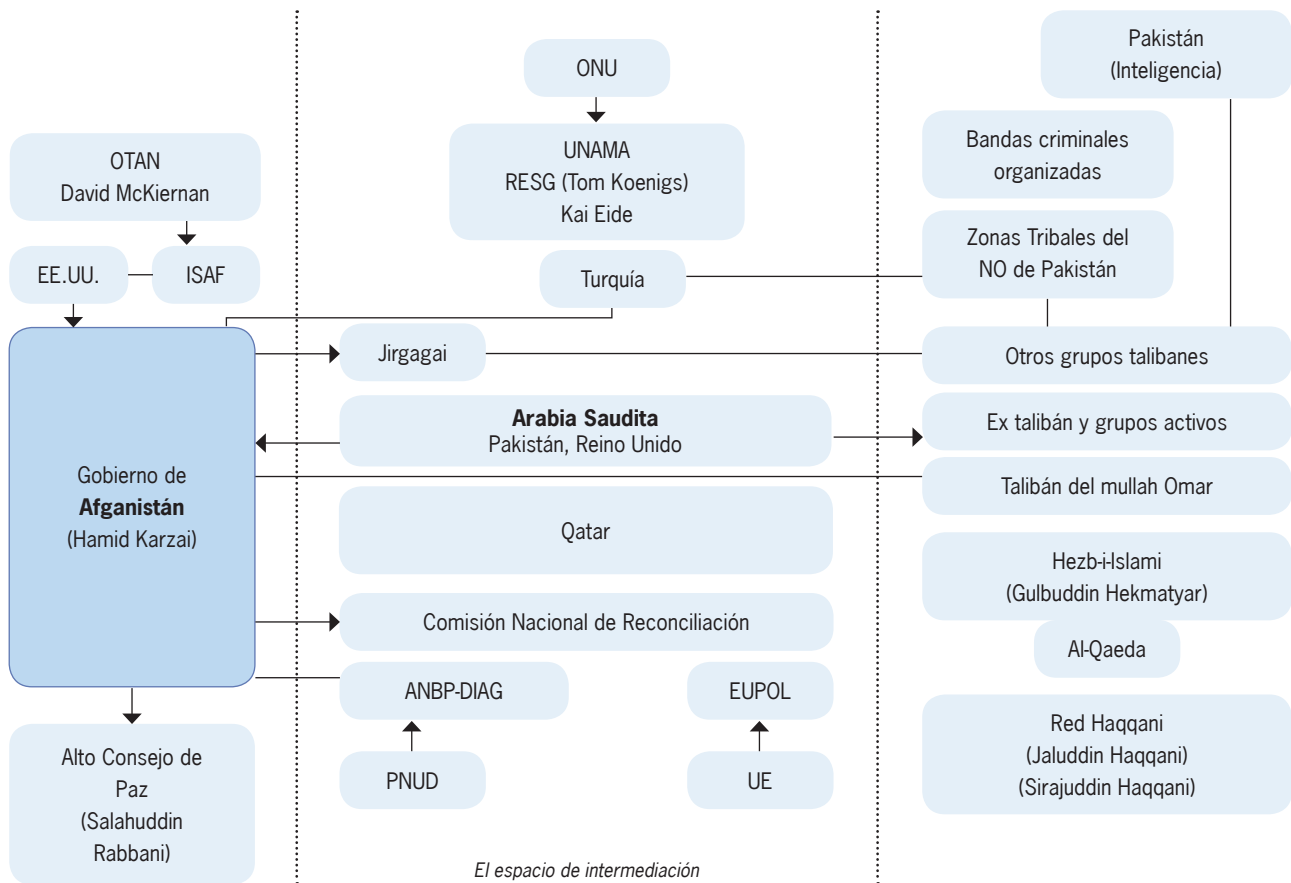 OTAN
David McKiernan
EE.UU.
ISAF
Gobierno de
Afganistán
(Hamid Karzai)
Alto Consejo de
Paz
(Salahuddin
Rabbani)
ONU
UNAMA
RESG (Tom Koenigs)
Kai Eide
Turquía
Jirgagai
Arabia Saudita
Pakistán, Reino Unido
Qatar
Comisión Nacional de Reconciliación
ANBP-DIAG
EUPOL
PNUD
UE
El espacio de intermediación
Pakistán
(Inteligencia)
Bandas criminales
organizadas
Zonas Tribales del
NO de Pakistán
Otros grupos talibanes
Ex talibán y grupos activos
Talibán del mullah Omar
Hezb-i-Islami
(Gulbuddin Hekmatyar)
Al-Qaeda
Red Haqqani
(Jaluddin Haqqani)
(Sirajuddin Haqqani)